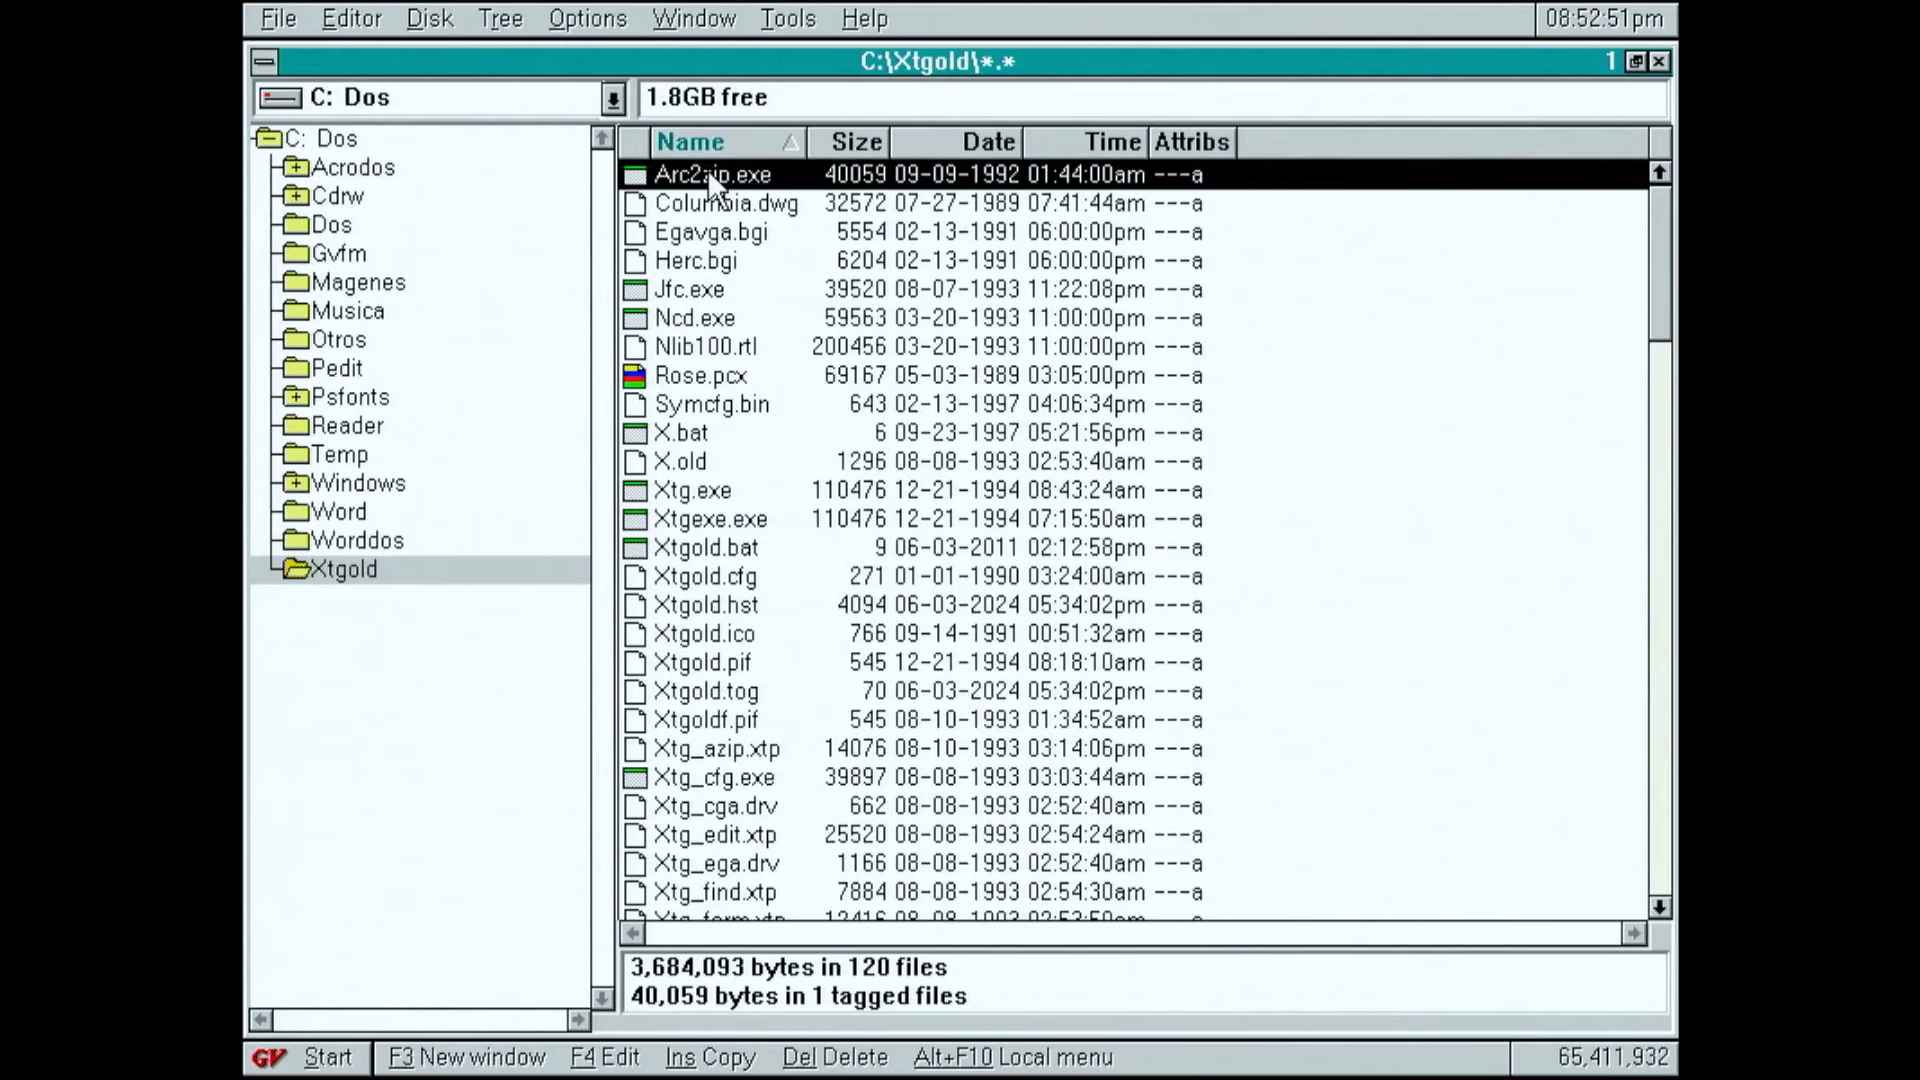 File Editor Disk Tree Options Window Tools Help 08:52:51pm
C:\Xtgold\*.* 1
C: Dos 1.8GB free
C: Dos
Acrodos
Cdrw
Dos
Gvfm
Magenes
Musica
Otros
Pedit
Psfonts
Reader
Temp
Windows
Word
Worddos
Xtgold
Name Size Date Time Attribs
Arc2zip.exe 40059 09-09-1992 01:44:00am ---a
Columbia.dwg 32572 07-27-1989 07:41:44am ---a
Egavga.bgi 5554 02-13-1991 06:00:00pm ---a
Herc.bgi 6204 02-13-1991 06:00:00pm ---a
Jfc.exe 39520 08-07-1993 11:22:08pm ---a
Ncd.exe 59563 03-20-1993 11:00:00pm ---a
Nlib100.rtl 200456 03-20-1993 11:00:00pm ---a
Rose.pcx 69167 05-03-1989 03:05:00pm ---a
Symcfg.bin 643 02-13-1997 04:06:34pm ---a
X.bat 6 09-23-1997 05:21:56pm ---a
X.old 1296 08-08-1993 02:53:40am ---a
Xtg.exe 110476 12-21-1994 08:43:24am ---a
Xtgexe.exe 110476 12-21-1994 07:15:50am ---a
Xtgold.bat 9 06-03-2011 02:12:58pm ---a
Xtgold.cfg 271 01-01-1990 03:24:00am ---a
Xtgold.hst 4094 06-03-2024 05:34:02pm ---a
Xtgold.ico 766 09-14-1991 00:51:32am ---a
Xtgold.pif 545 12-21-1994 08:18:10am ---a
Xtgold.tog 70 06-03-2024 05:34:02pm ---a
Xtgoldf.pif 545 08-10-1993 01:34:52am ---a
Xtg_azip.xtp 14076 08-10-1993 03:14:06pm ---a
Xtg_cfg.exe 39897 08-08-1993 03:03:44am ---a
Xtg_cga.drv 662 08-08-1993 02:52:40am ---a
Xtg_edit.xtp 25520 08-08-1993 02:54:24am ---a
Xtg_ega.drv 1166 08-08-1993 02:52:40am ---a
Xtg_find.xtp 7884 08-08-1993 02:54:30am ---a
Xtg_form.xtp 12416 08-08-1993 02:53:50am ---a
3,684,093 bytes in 120 files
40,059 bytes in 1 tagged files
GV Start F3 New window F4 Edit Ins Copy Del Delete Alt+F10 Local menu 65,411,932